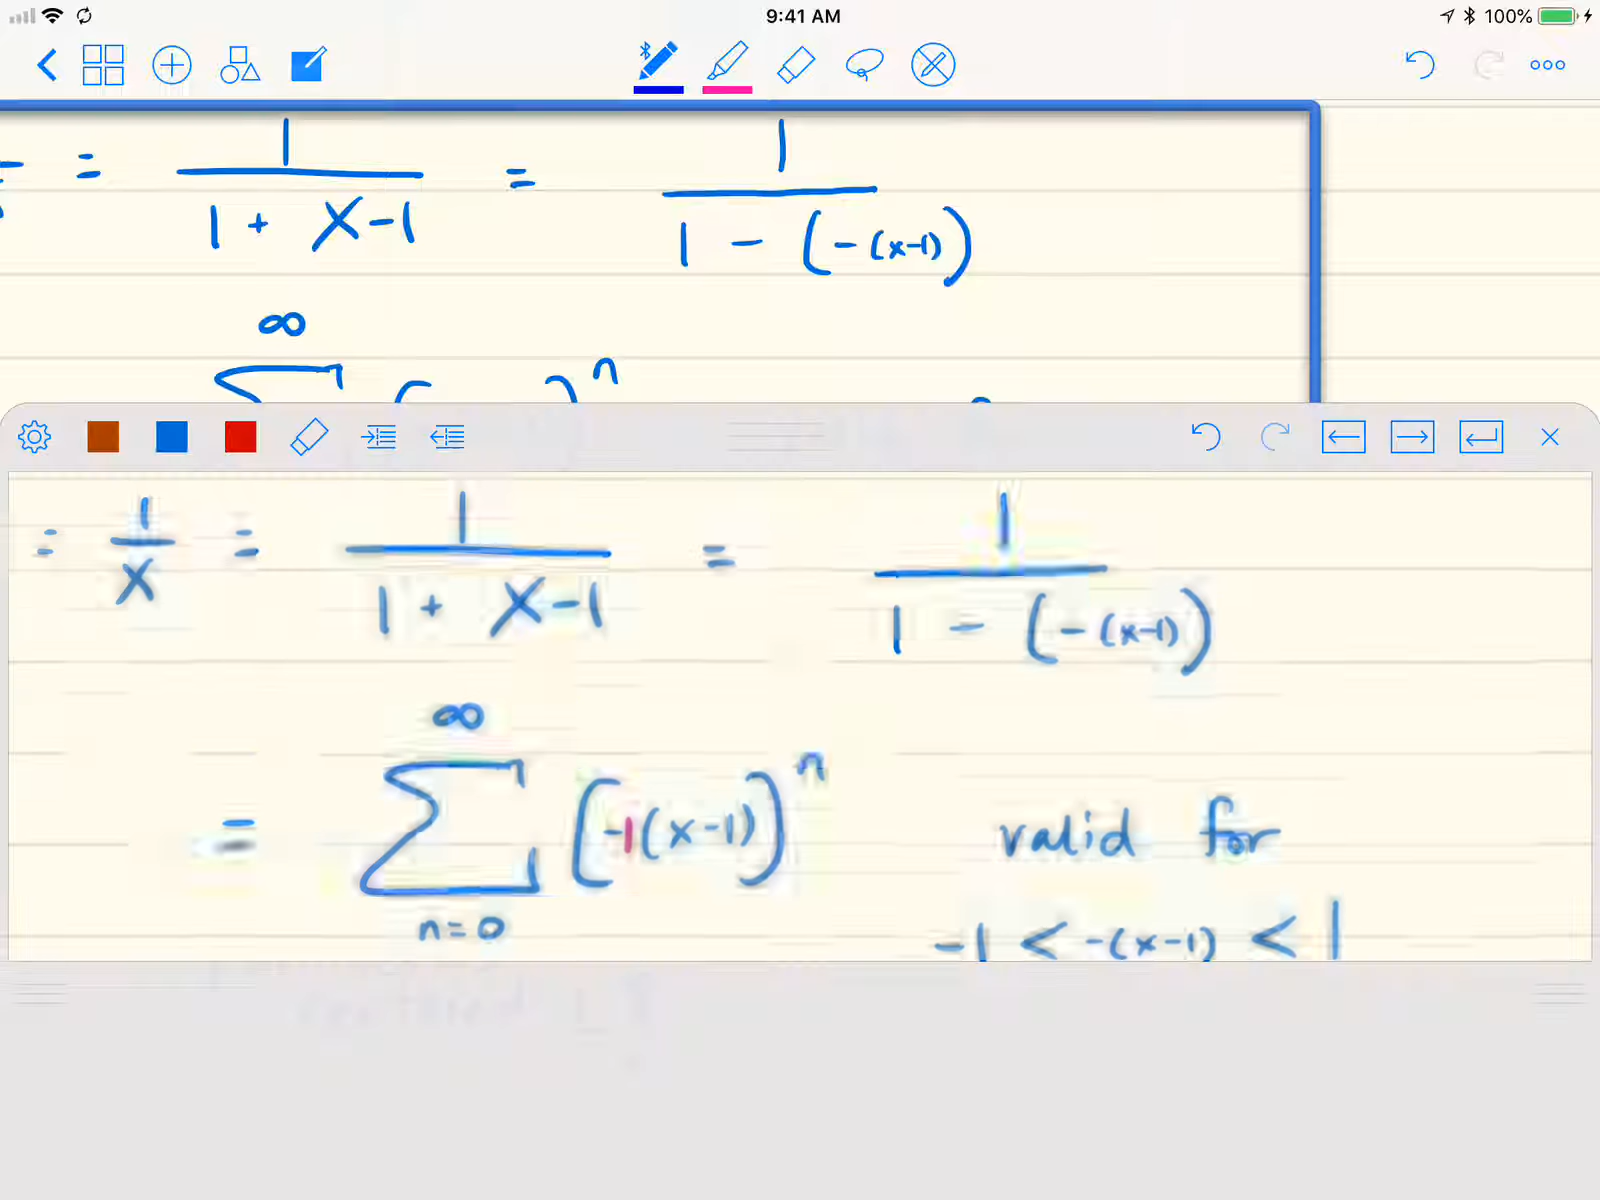 9:41 AM 100%
= 1/(1 + x-1) = 1/(1 - (-(x-1)))
∞
n
= 1/x = 1/(1 + x-1) = 1/(1 - (-(x-1)))
= ∞ Σ n=0 (-1(x-1))^n valid for
-1 < -(x-1) < 1